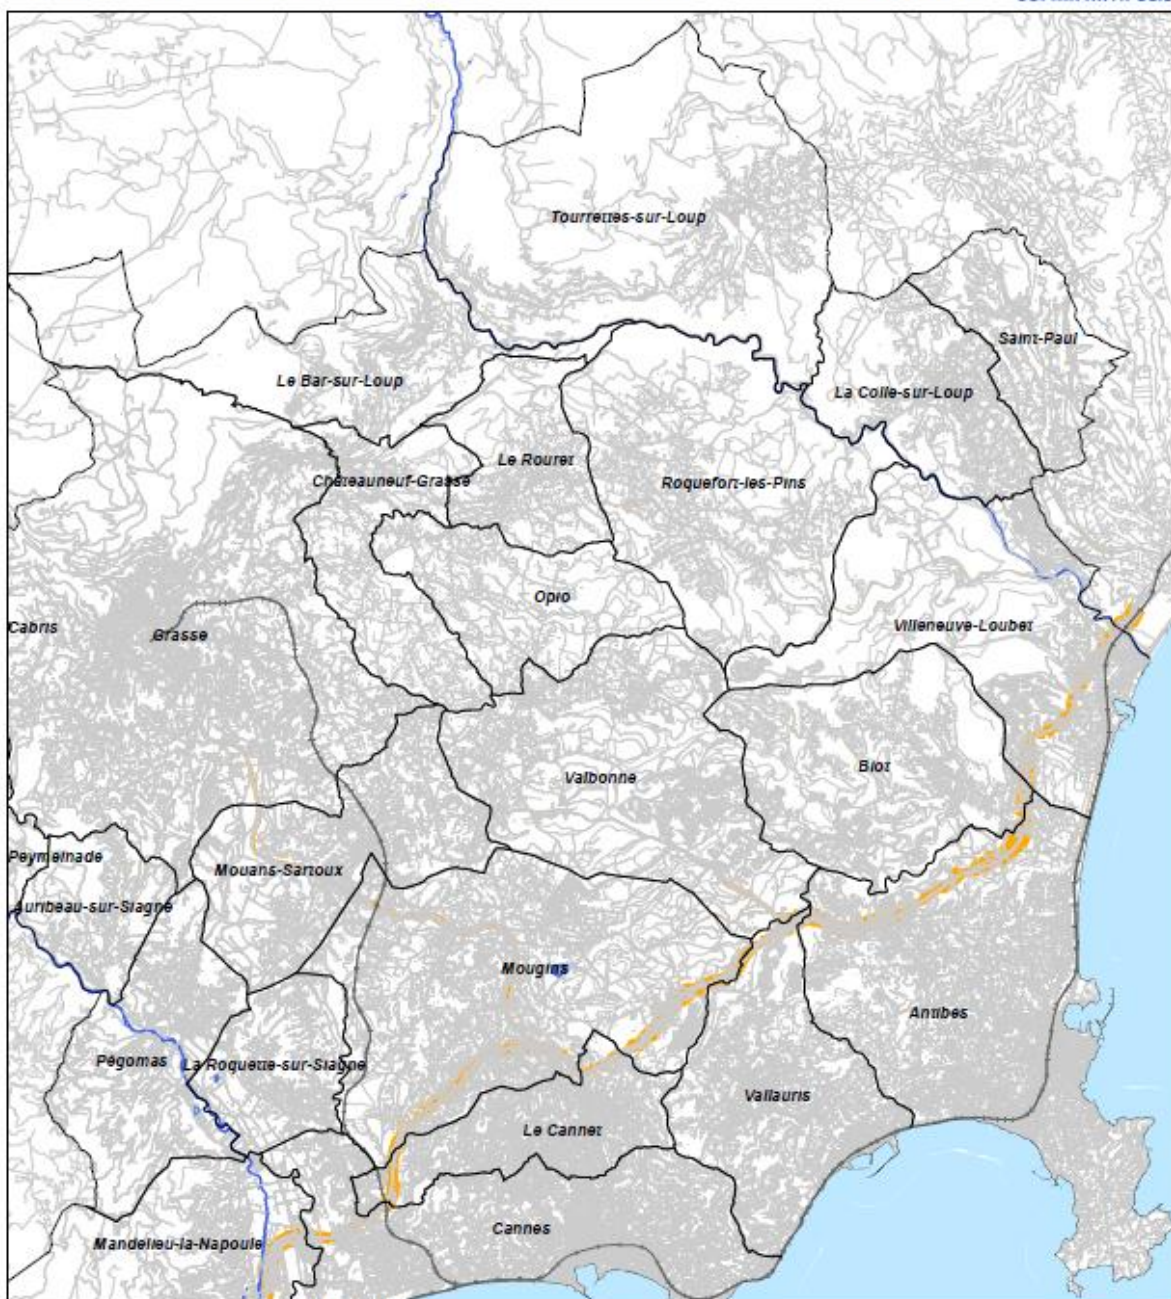 Tourrettes-sur-Loup
Saint-Paul
Le Bar-sur-Loup
La Colle-sur-Loup
Le Rouret
Châteauneuf-Grasse
Roquefort-les-Pins
Opio
Cabris
Grasse
Villeneuve-Loubet
Valbonne
Biot
Peymeinade
Mouans-Sartoux
Auribeau-sur-Siagne
Mougins
Antibes
Pégomas
La Roquette-sur-Siagne
Vallauris
Le Cannet
Cannes
Mandelieu-la-Napoule